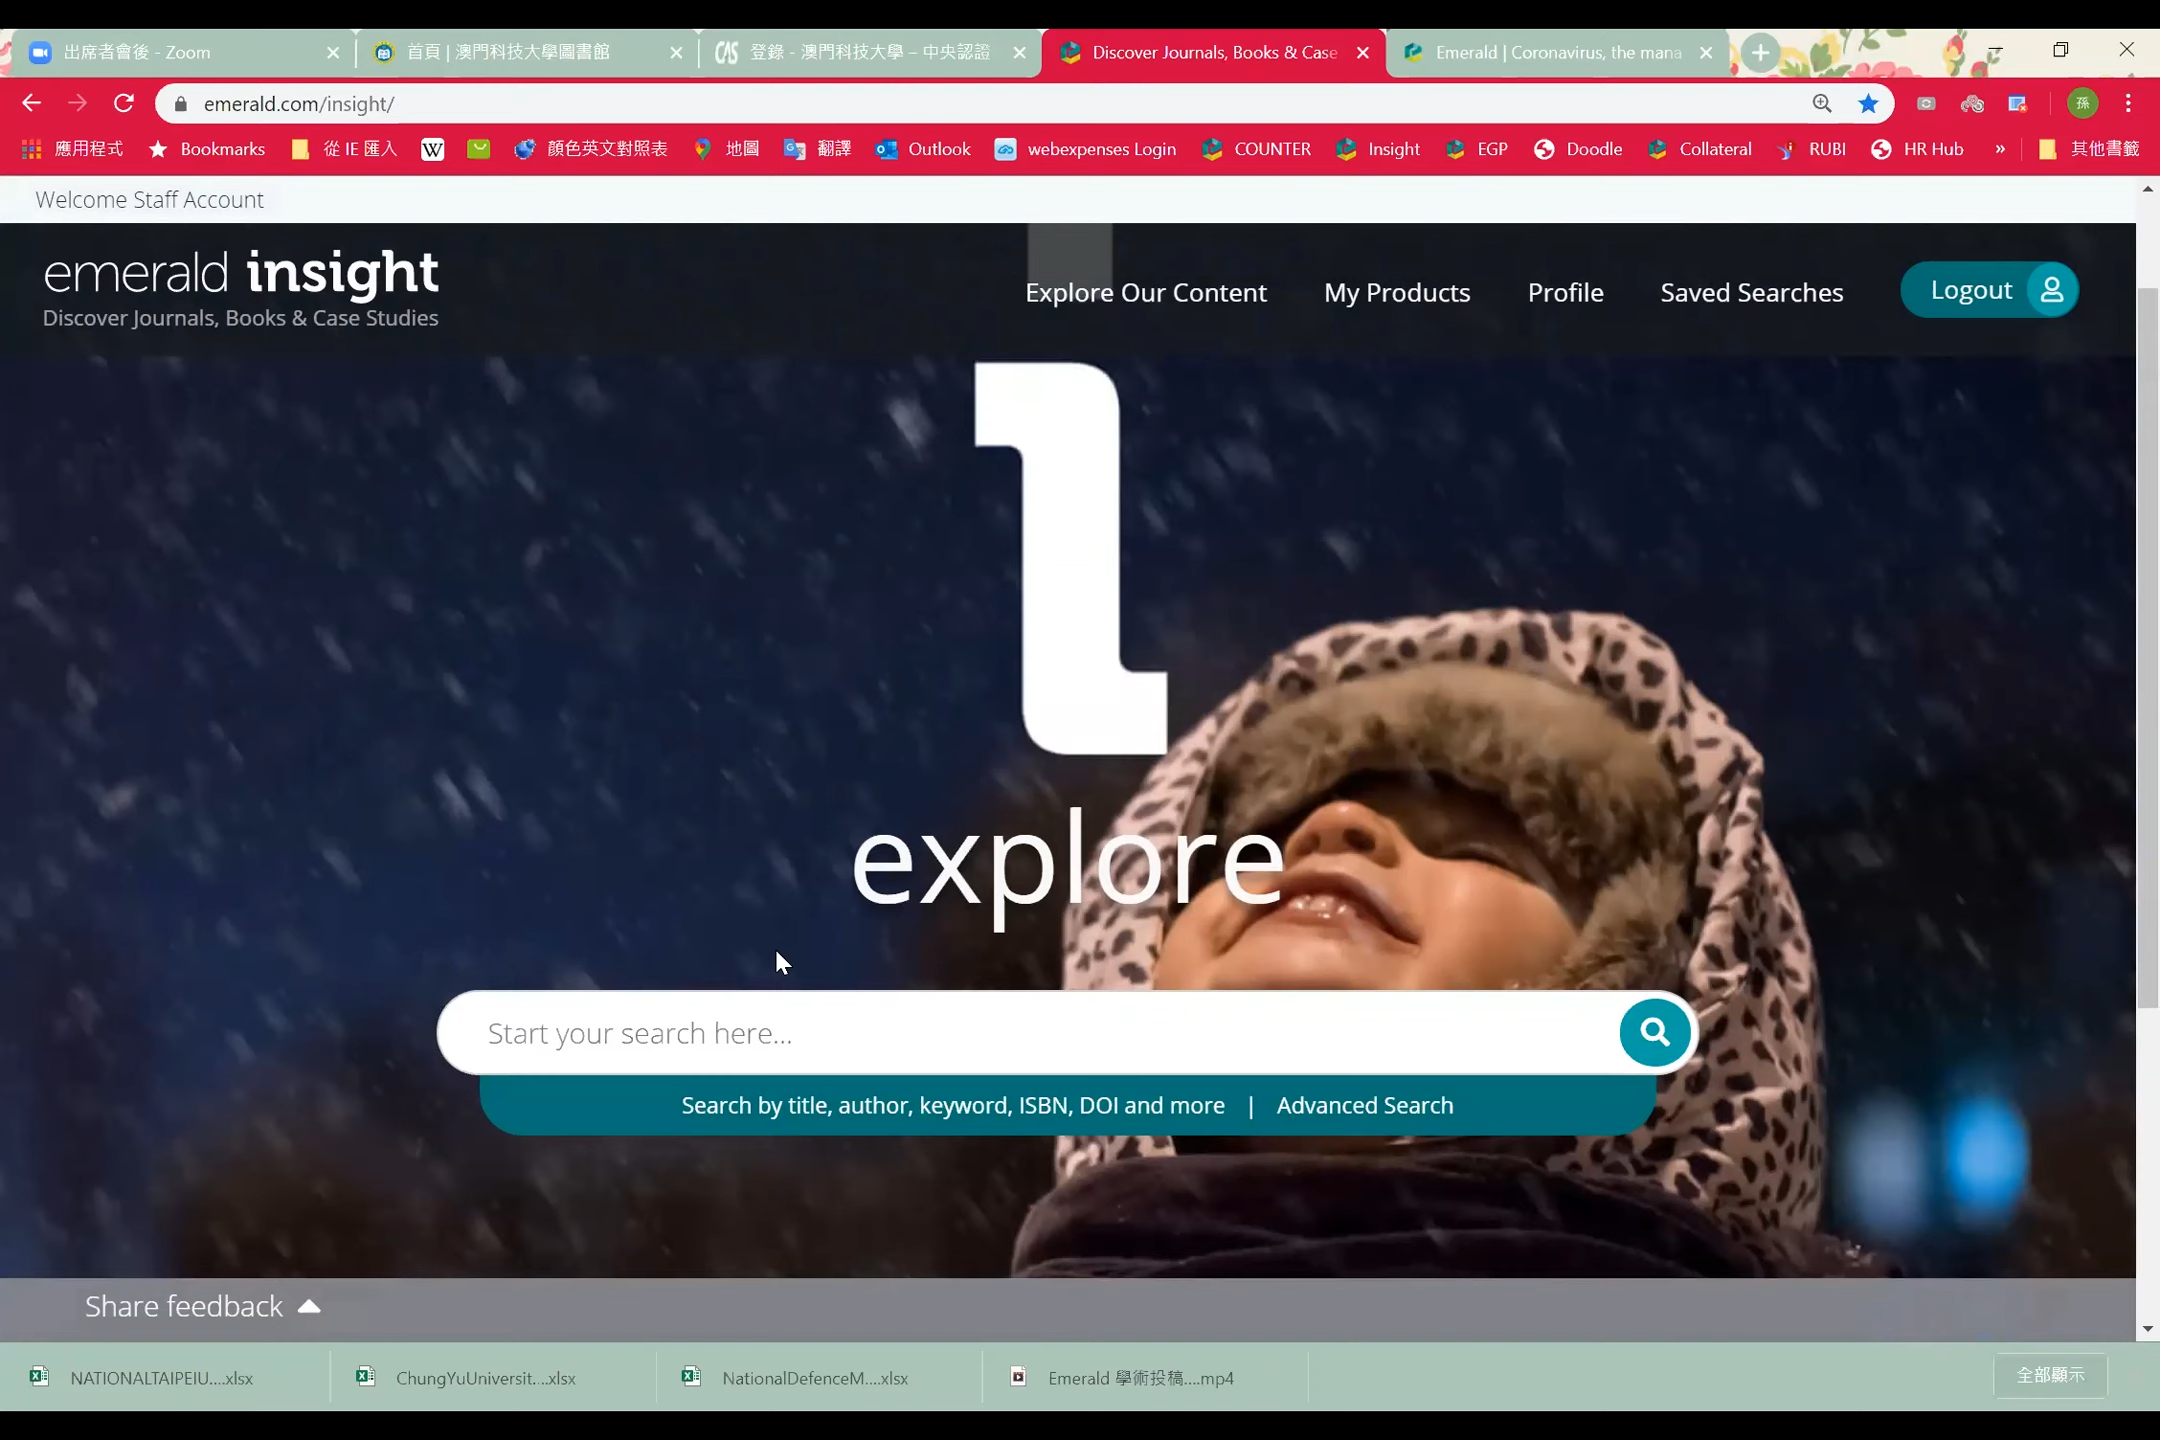 出席者會後 - Zoom
首頁 | 澳門科技大學圖書館
CAS 登錄 - 澳門科技大學 – 中央認證
Discover Journals, Books & Case
Emerald | Coronavirus, the mana
emerald.com/insight/
孫
應用程式
Bookmarks
從 IE 匯入
W
顏色英文對照表
地圖
翻譯
Outlook
webexpenses Login
COUNTER
Insight
EGP
Doodle
Collateral
RUBI
HR Hub
»
其他書籤
Welcome Staff Account
emerald insight
Discover Journals, Books & Case Studies
Explore Our Content
My Products
Profile
Saved Searches
Logout
explore
Start your search here...
Search by title, author, keyword, ISBN, DOI and more | Advanced Search
Share feedback
NATIONALTAIPEIU....xlsx
ChungYuUniversit....xlsx
NationalDefenceM....xlsx
Emerald 學術投稿....mp4
全部顯示